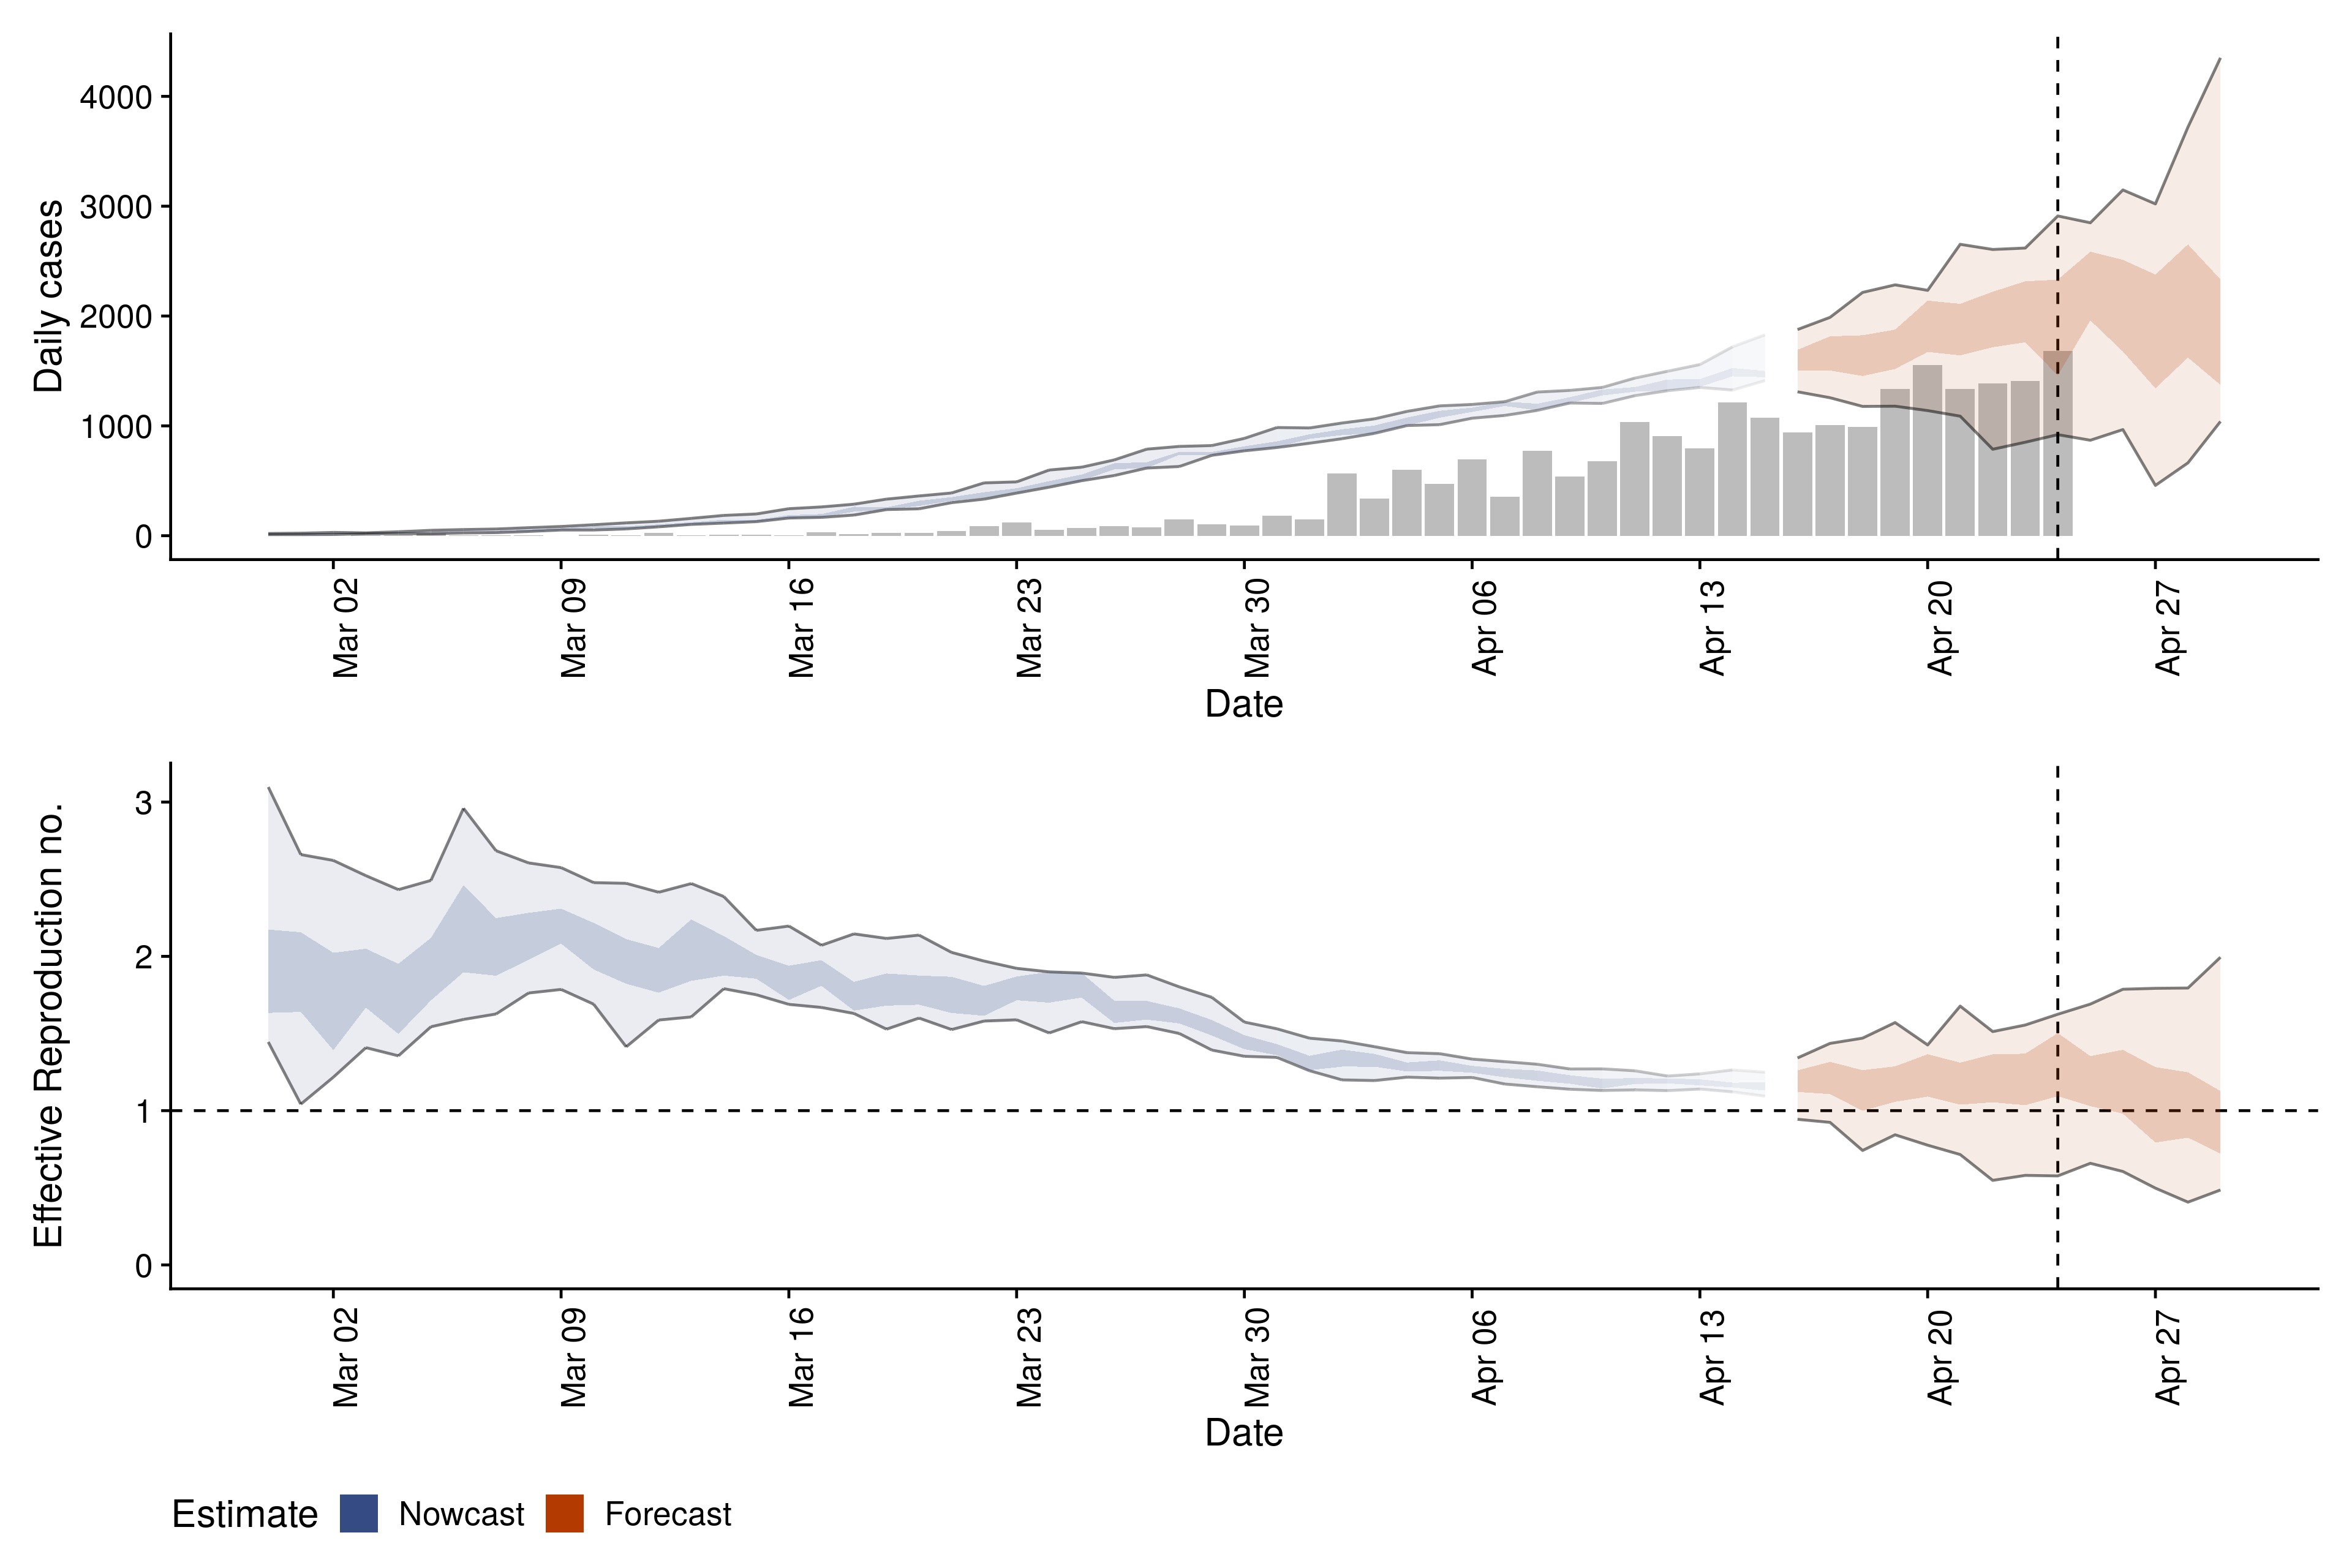 Daily cases
4000
3000
2000
1000
0
Mar 02
Mar 09
Mar 16
Mar 23
Mar 30
Apr 06
Apr 13
Apr 20
Apr 27
Date
Effective Reproduction no.
3
2
1
0
Mar 02
Mar 09
Mar 16
Mar 23
Mar 30
Apr 06
Apr 13
Apr 20
Apr 27
Date
Estimate Nowcast Forecast